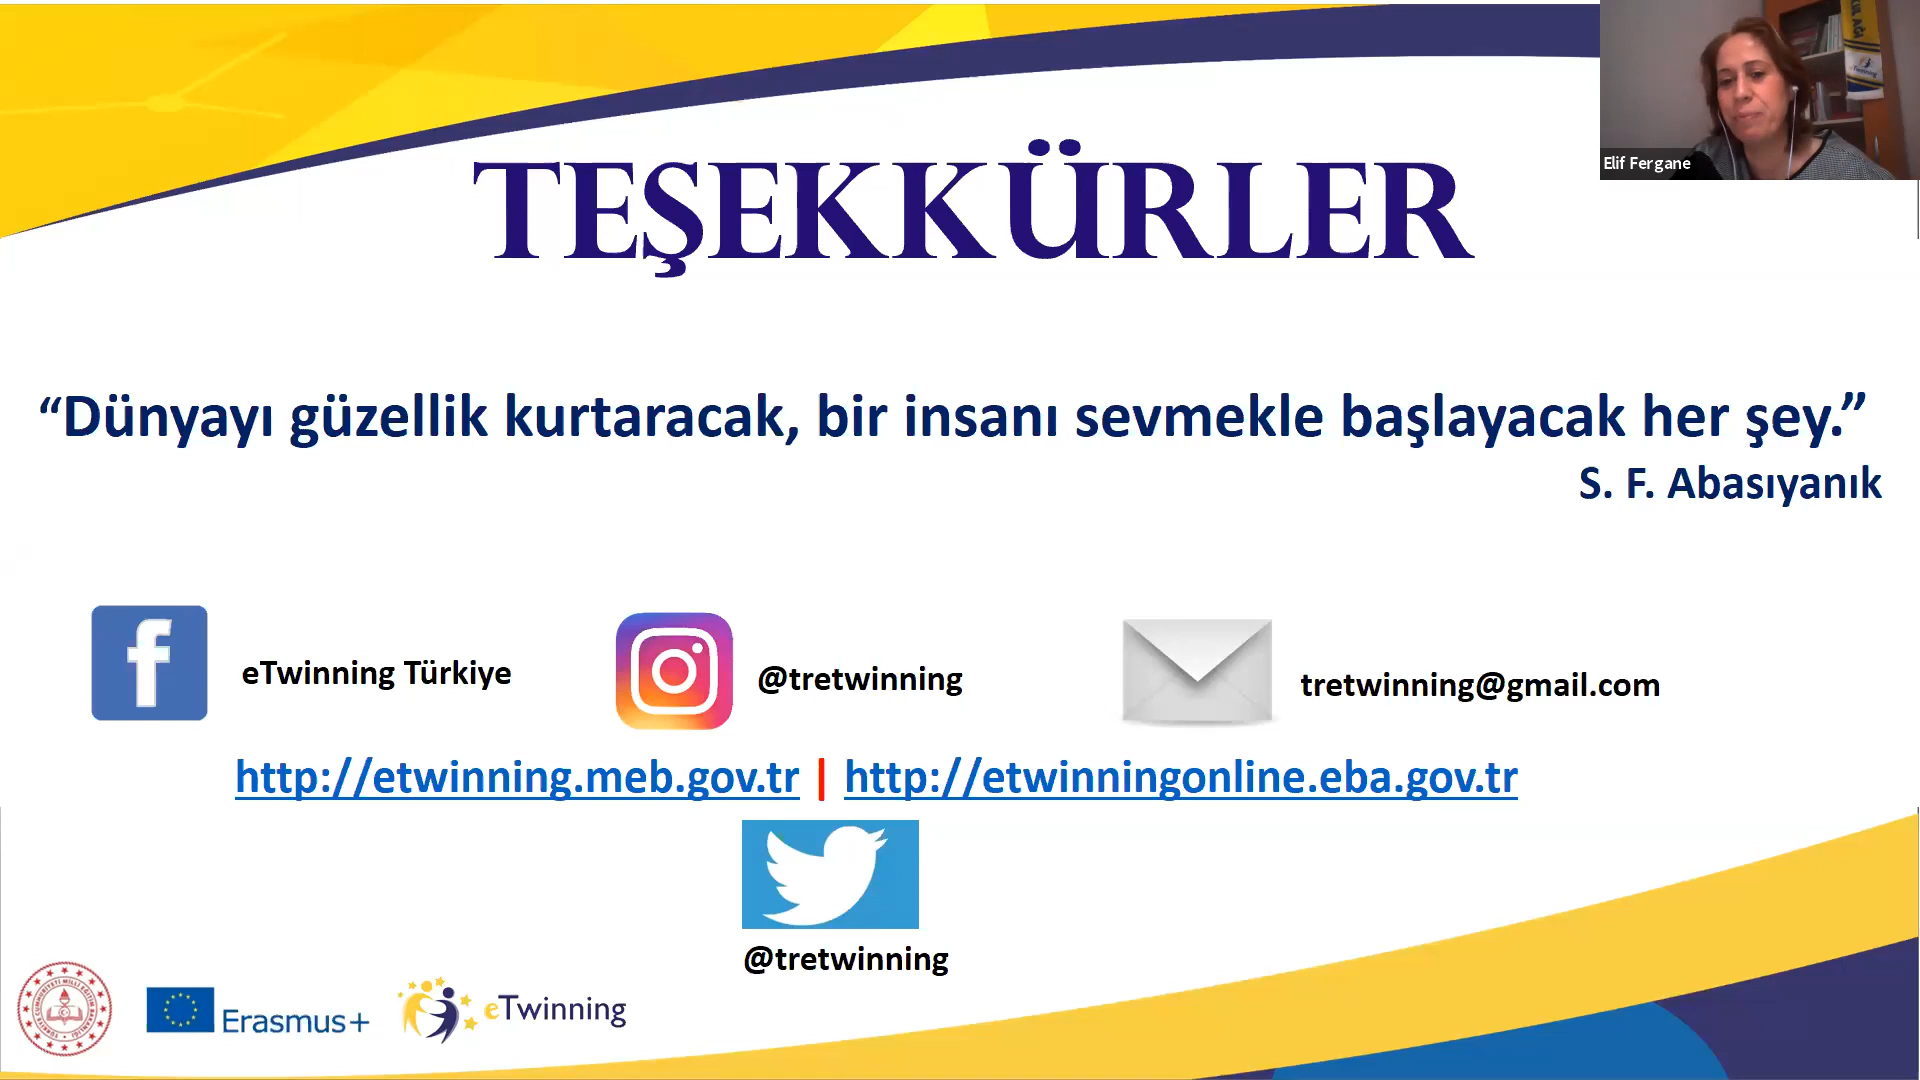 TEŞEKKÜRLER
Elif Fergane
“Dünyayı güzellik kurtaracak, bir insanı sevmekle başlayacak her şey.”
S. F. Abasıyanık
eTwinning Türkiye
@tretwinning
tretwinning@gmail.com
http://etwinning.meb.gov.tr | http://etwinningonline.eba.gov.tr
@tretwinning
Erasmus+
eTwinning